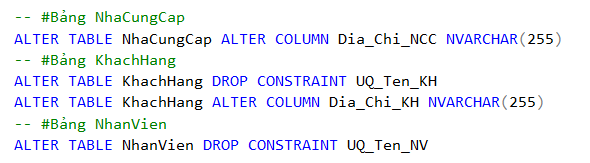 -- #Bảng NhaCungCap
ALTER TABLE NhaCungCap ALTER COLUMN Dia_Chi_NCC NVARCHAR(255)
-- #Bảng KhachHang
ALTER TABLE KhachHang DROP CONSTRAINT UQ_Ten_KH
ALTER TABLE KhachHang ALTER COLUMN Dia_Chi_KH NVARCHAR(255)
-- #Bảng NhanVien
ALTER TABLE NhanVien DROP CONSTRAINT UQ_Ten_NV